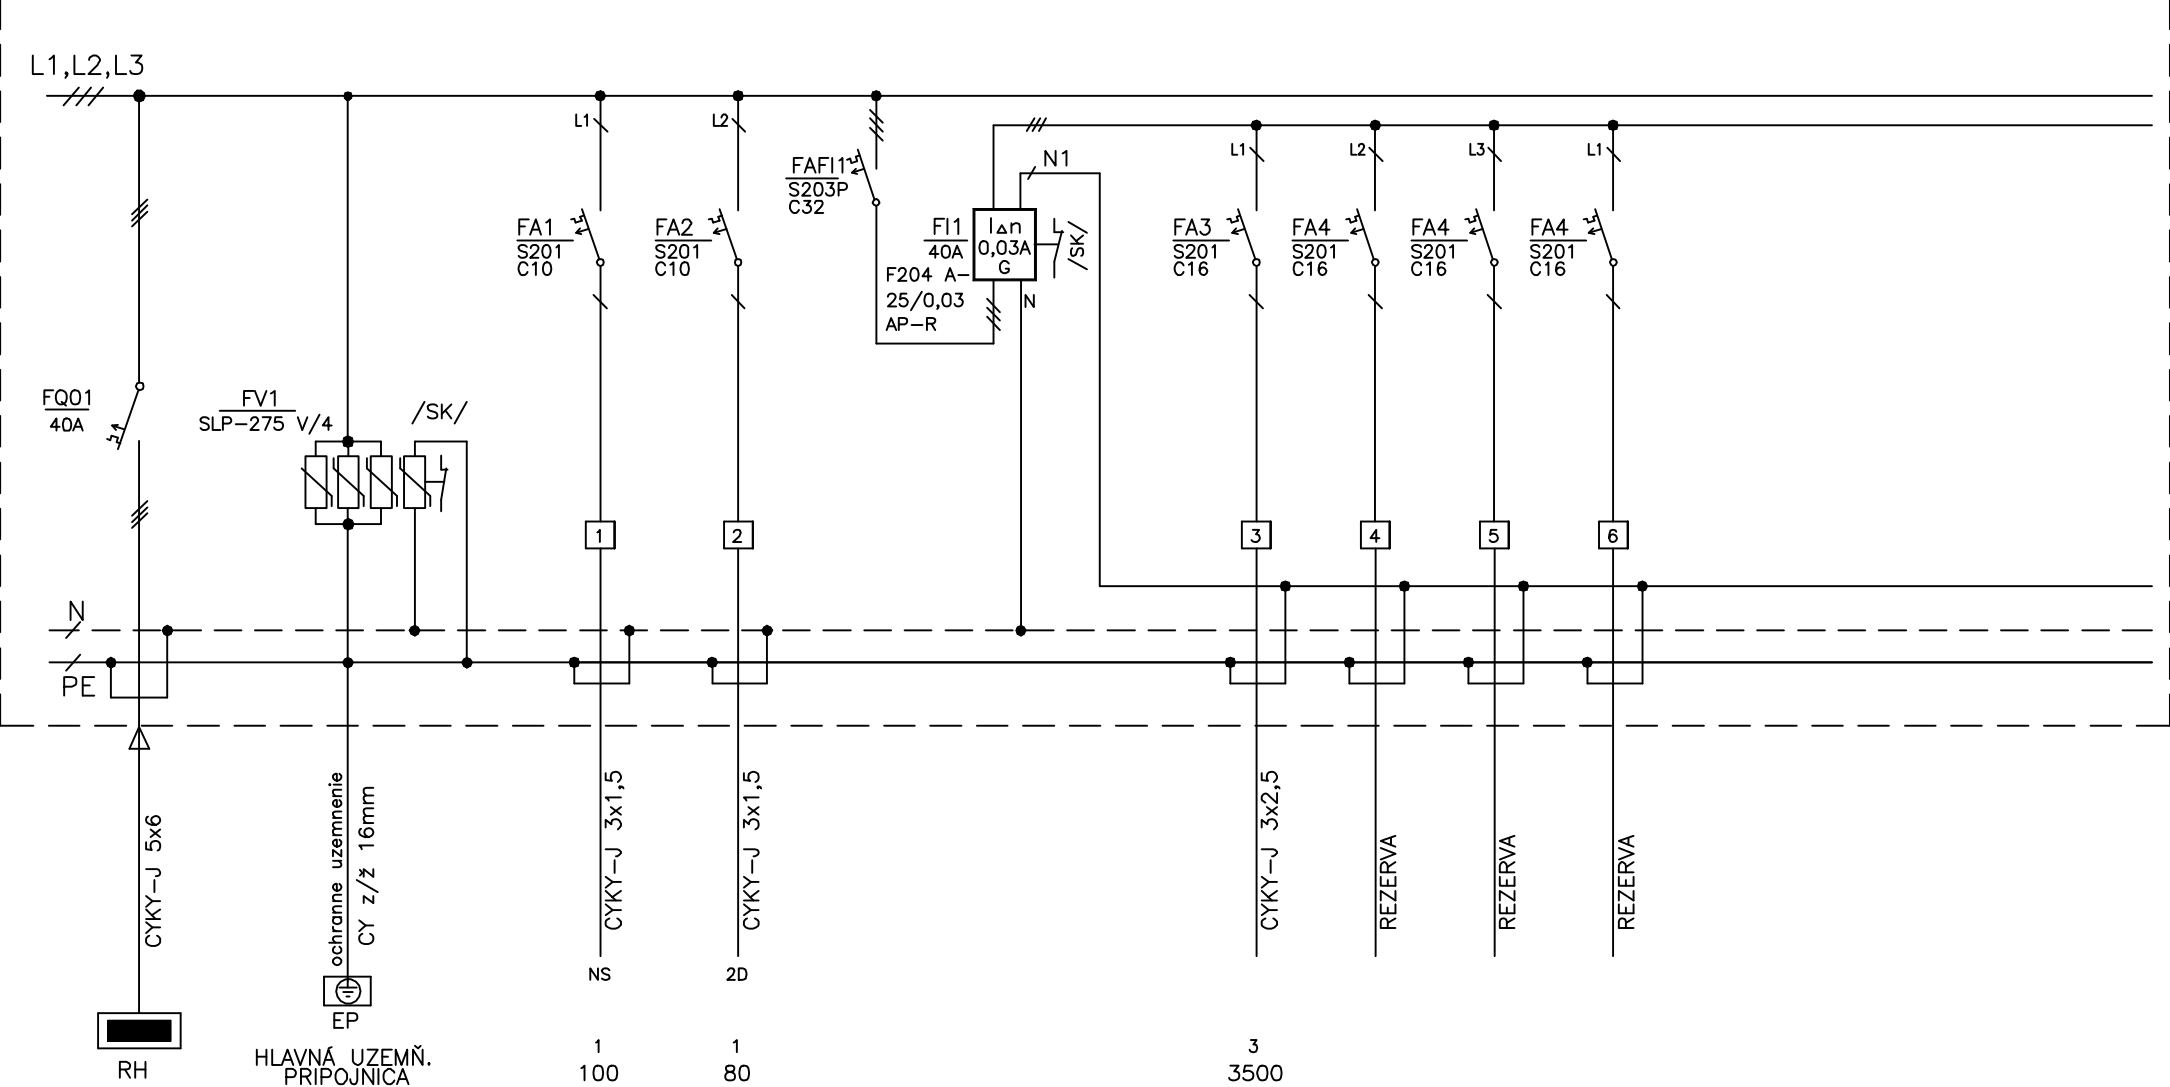 L1,L2,L3
L1
L2
L1
L2
L3
L1
N1
FAFI1
S203P
C32
FA1
S201
C10
FA2
S201
C10
FI1
40A
F204 A-
25/0,03
AP-R
I∆n
0,03A
G
/SK/
N
FA3
S201
C16
FA4
S201
C16
FA4
S201
C16
FA4
S201
C16
FQ01
40A
FV1
SLP-275 V/4
/SK/
1
2
3
4
5
6
N
PE
CYKY-J 5x6
ochranne uzemnenie
CY z/ž 16mm
CYKY-J 3x1,5
CYKY-J 3x1,5
CYKY-J 3x2,5
REZERVA
REZERVA
REZERVA
NS
2D
RH
EP
HLAVNÁ UZEMŇ.
PRIPOJNICA
1
100
1
80
3
3500